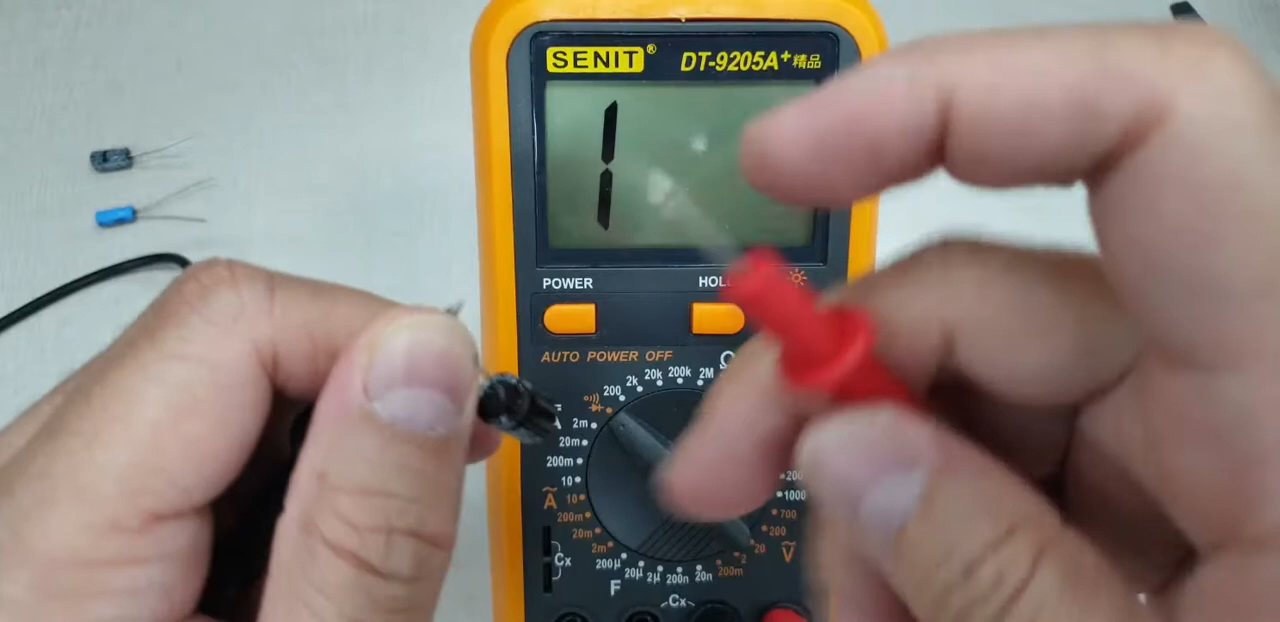 SENIT®
DT-9205A+精品
1
POWER
HOL
AUTO POWER OFF
Ω
200 2k 20k 200k 2M
2m
20m
200m
10
Ã
10
200m
20m
2m
200μ 20μ 2μ 200n 20n
F
Cx
Cx
200
1000
700
200
20
2
200m
Ṽ